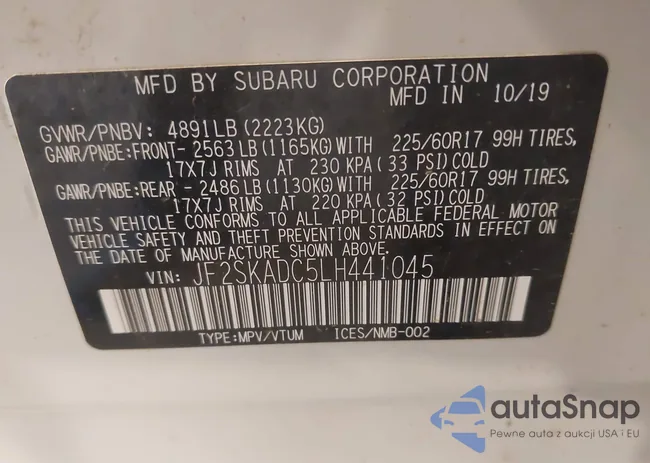 MFD BY SUBARU CORPORATION
MFD IN 10/19
GVWR/PNBV: 4891LB (2223KG)
GAWR/PNBE:FRONT- 2563LB (1165KG) WITH 225/60R17 99H TIRES,
17X7J RIMS AT 230 KPA (33 PSI) COLD
GAWR/PNBE:REAR - 2486LB (1130KG) WITH 225/60R17 99H TIRES,
17X7J RIMS AT 220 KPA (32 PSI) COLD
THIS VEHICLE CONFORMS TO ALL APPLICABLE FEDERAL MOTOR
VEHICLE SAFETY AND THEFT PREVENTION STANDARDS IN EFFECT ON
THE DATE OF MANUFACTURE SHOWN ABOVE.
VIN: JF2SKADC5LH441045
TYPE:MPV/VTUM ICES/NMB-002
autaSnap
Pewne auta z aukcji USA i EU